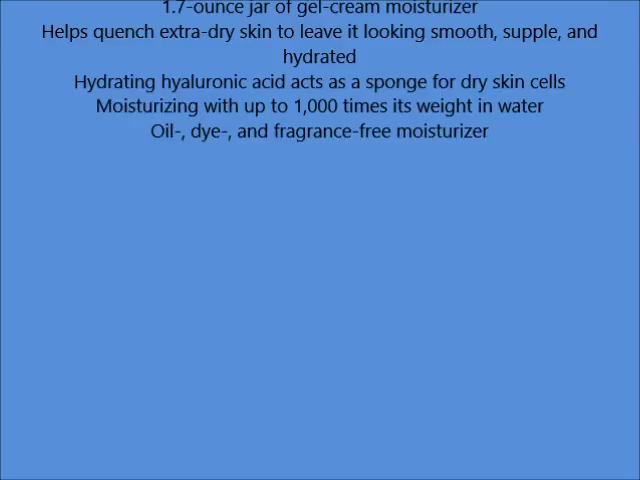 1.7-ounce jar of gel-cream moisturizer
Helps quench extra-dry skin to leave it looking smooth, supple, and
hydrated
Hydrating hyaluronic acid acts as a sponge for dry skin cells
Moisturizing with up to 1,000 times its weight in water
Oil-, dye-, and fragrance-free moisturizer